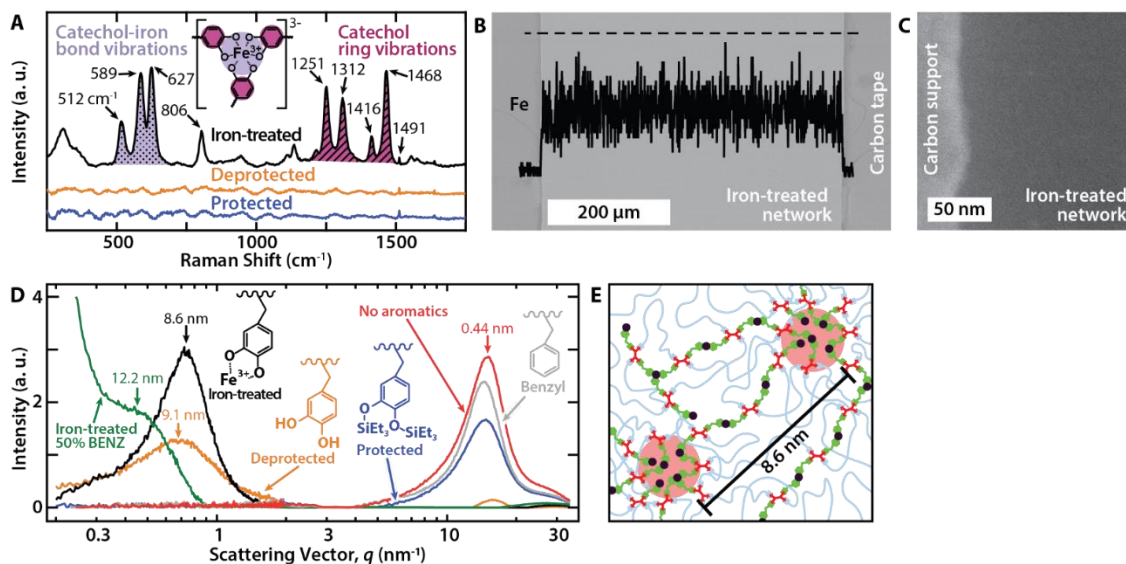 A
Catechol-iron
bond vibrations
589
627
512 cm⁻¹
806
3-
Fe³⁺
O
O
O
O
O
O
Catechol
ring vibrations
1251
1312
1468
1416
1491
Iron-treated
Deprotected
Protected
Intensity (a. u.)
500
1000
1500
Raman Shift (cm⁻¹)
B
Fe
200 µm
Iron-treated
network
Carbon tape
C
Carbon support
50 nm
Iron-treated
network
D
4
2
0
Intensity (a. u.)
8.6 nm
12.2 nm
9.1 nm
Iron-treated
50% BENZ
O
Fe³⁺
O
Iron-treated
HO
OH
Deprotected
No aromatics
O
SiEt₃
O
SiEt₃
Protected
0.44 nm
Benzyl
0.3
1
3
10
30
Scattering Vector, q (nm⁻¹)
E
8.6 nm